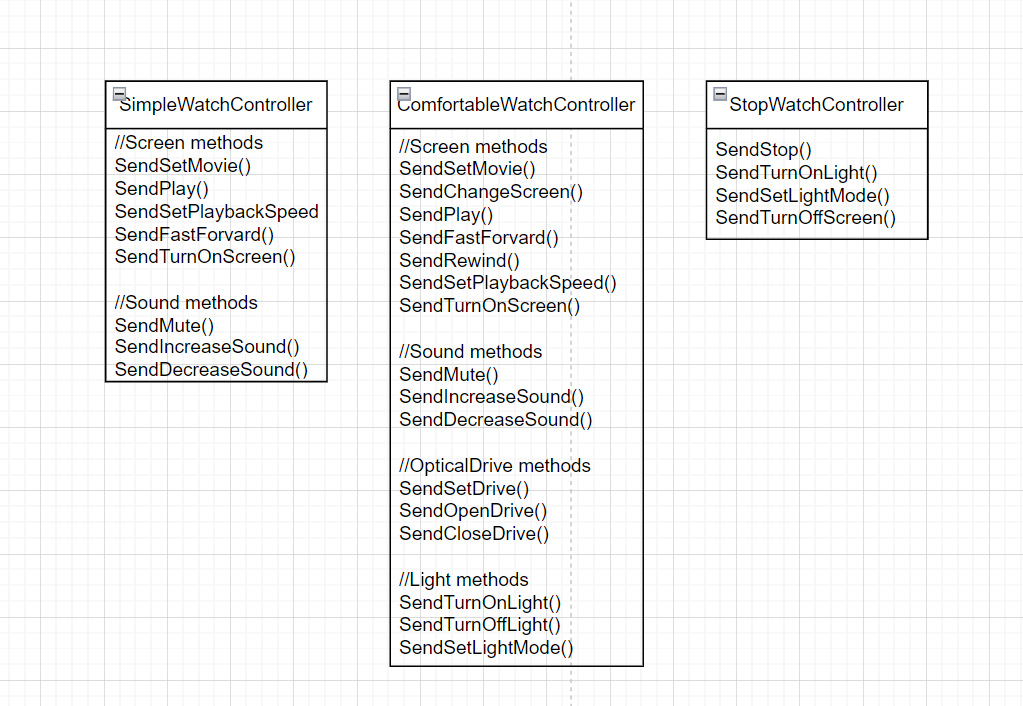 SimpleWatchController
//Screen methods
SendSetMovie()
SendPlay()
SendSetPlaybackSpeed
SendFastForvard()
SendTurnOnScreen()
//Sound methods
SendMute()
SendIncreaseSound()
SendDecreaseSound()
ComfortableWatchController
//Screen methods
SendSetMovie()
SendChangeScreen()
SendPlay()
SendFastForvard()
SendRewind()
SendSetPlaybackSpeed()
SendTurnOnScreen()
//Sound methods
SendMute()
SendIncreaseSound()
SendDecreaseSound()
//OpticalDrive methods
SendSetDrive()
SendOpenDrive()
SendCloseDrive()
//Light methods
SendTurnOnLight()
SendTurnOffLight()
SendSetLightMode()
StopWatchController
SendStop()
SendTurnOnLight()
SendSetLightMode()
SendTurnOffScreen()